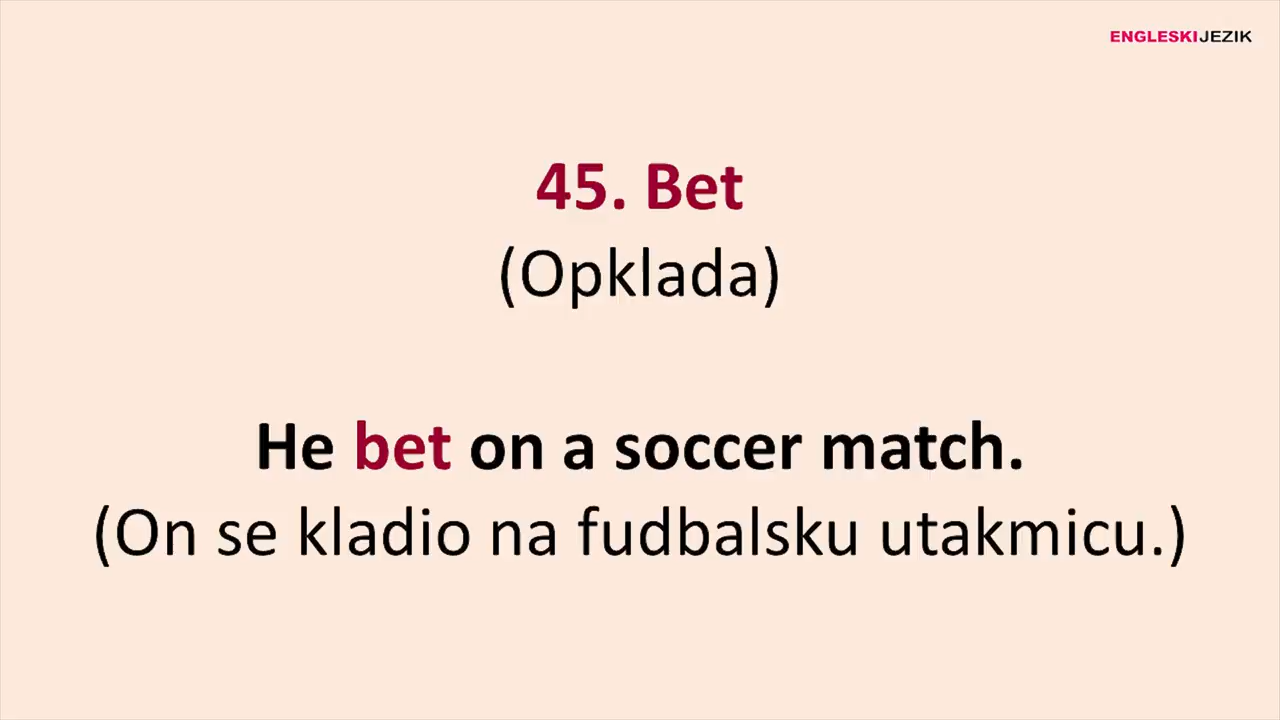 ENGLESKIJEZIK
45. Bet
(Opklada)
He bet on a soccer match.
(On se kladio na fudbalsku utakmicu.)